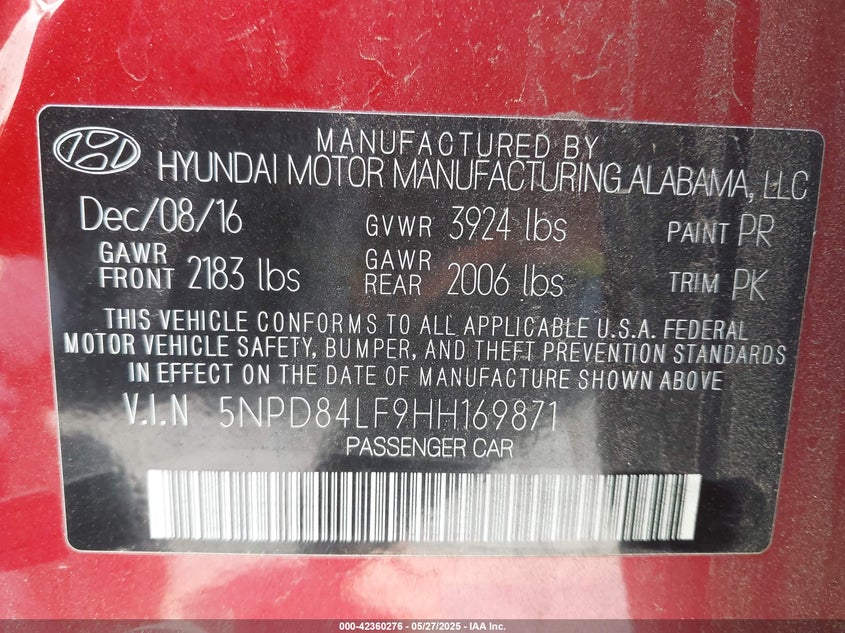 MANUFACTURED BY
HYUNDAI MOTOR MANUFACTURING ALABAMA, LLC
Dec/08/16 GVWR 3924 lbs PAINT PR
GAWR FRONT 2183 lbs GAWR REAR 2006 lbs TRIM PK
THIS VEHICLE CONFORMS TO ALL APPLICABLE U.S.A. FEDERAL
MOTOR VEHICLE SAFETY, BUMPER, AND THEFT PREVENTION STANDARDS
IN EFFECT ON THE DATE OF MANUFACTURE SHOWN ABOVE
V.I.N 5NPD84LF9HH169871
PASSENGER CAR
000-42360276 - 05/27/2025 - IAA Inc.